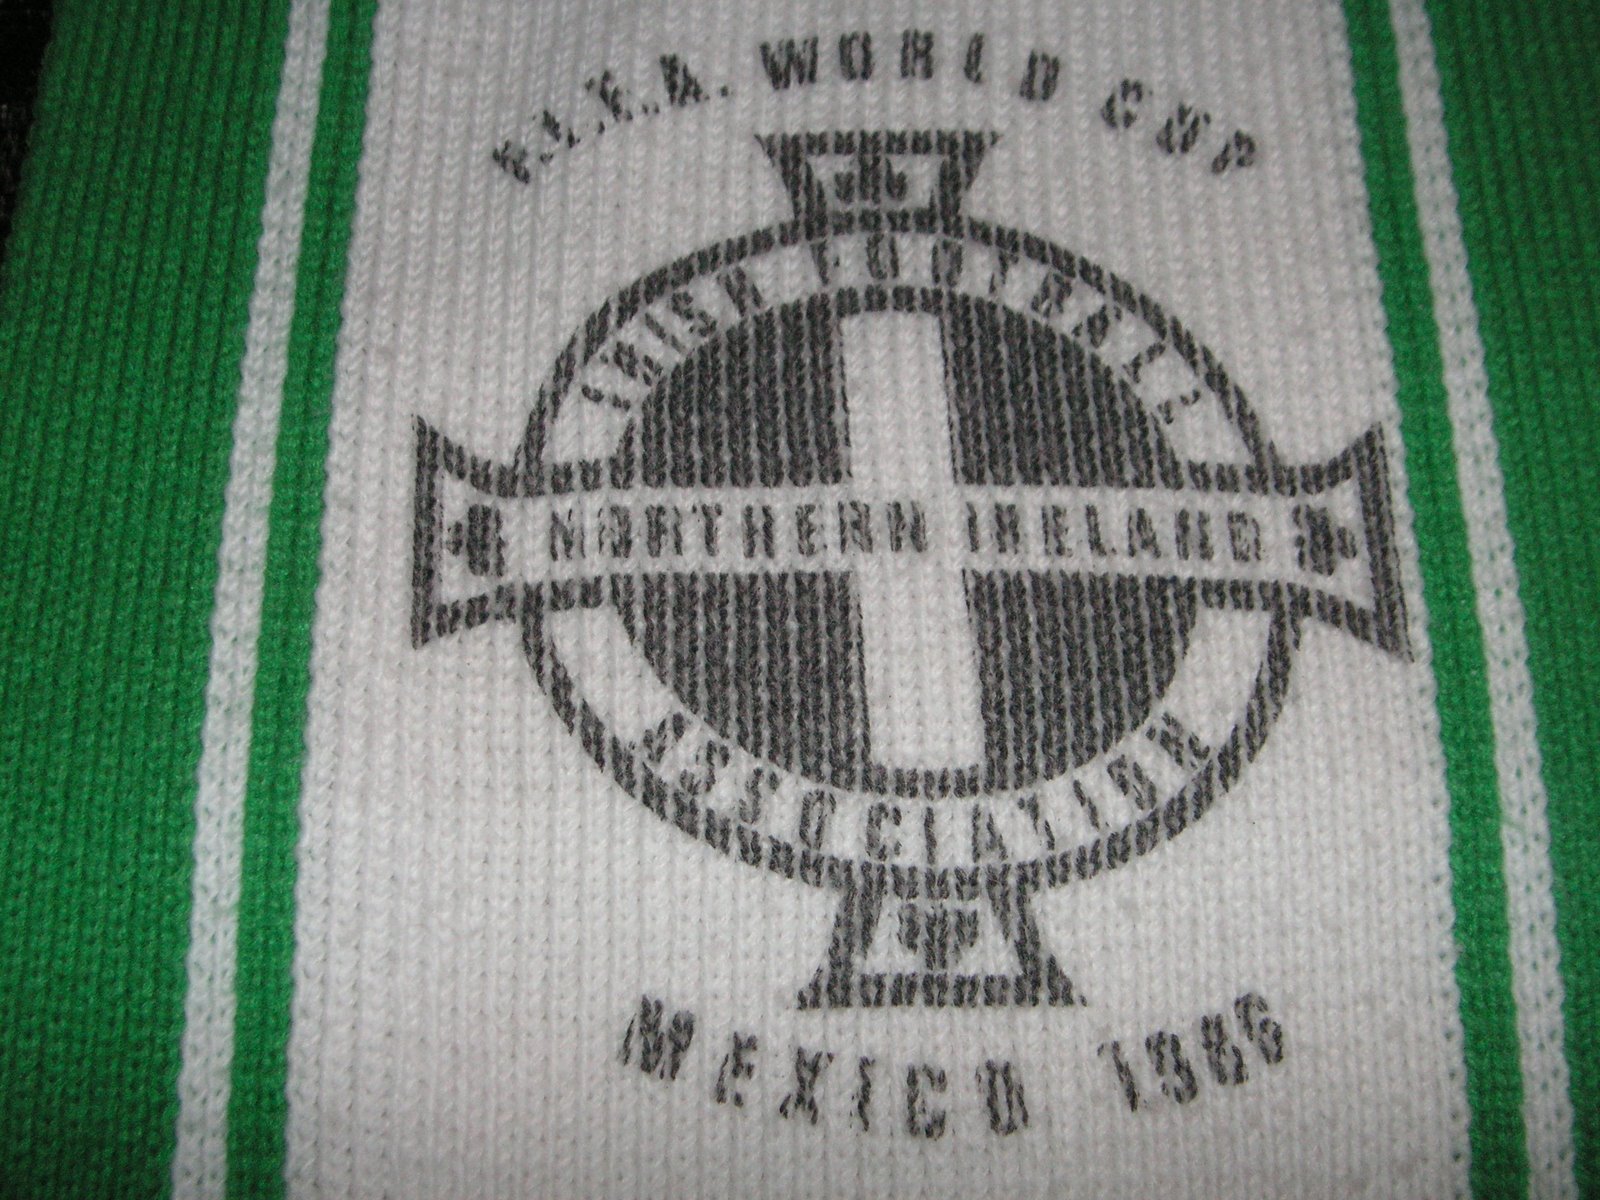 F.I.F.A. WORLD CUP
IRISH FOOTBALL
NORTHERN IRELAND
ASSOCIATION
MEXICO 1986